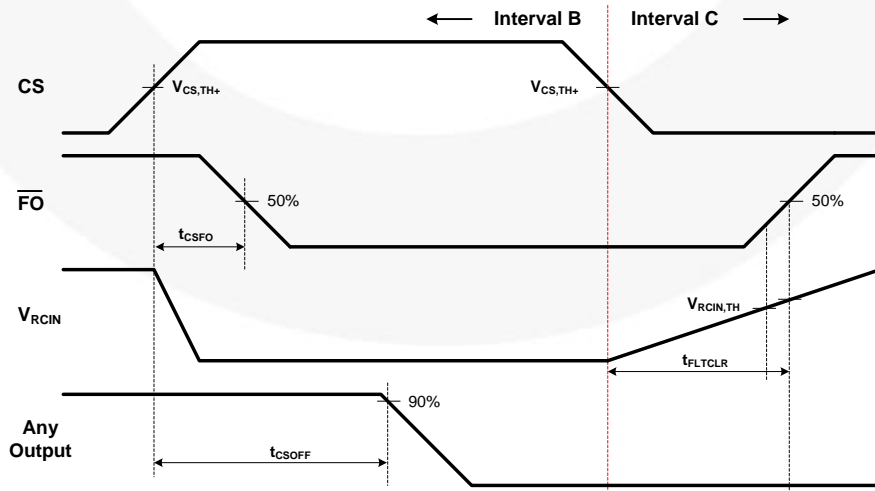 Interval B
Interval C
CS
V_CS,TH+
V_CS,TH+
FO
50%
50%
t_CSFO
V_RCIN
V_RCIN,TH
t_FLTCLR
90%
Any
Output
t_CSOFF